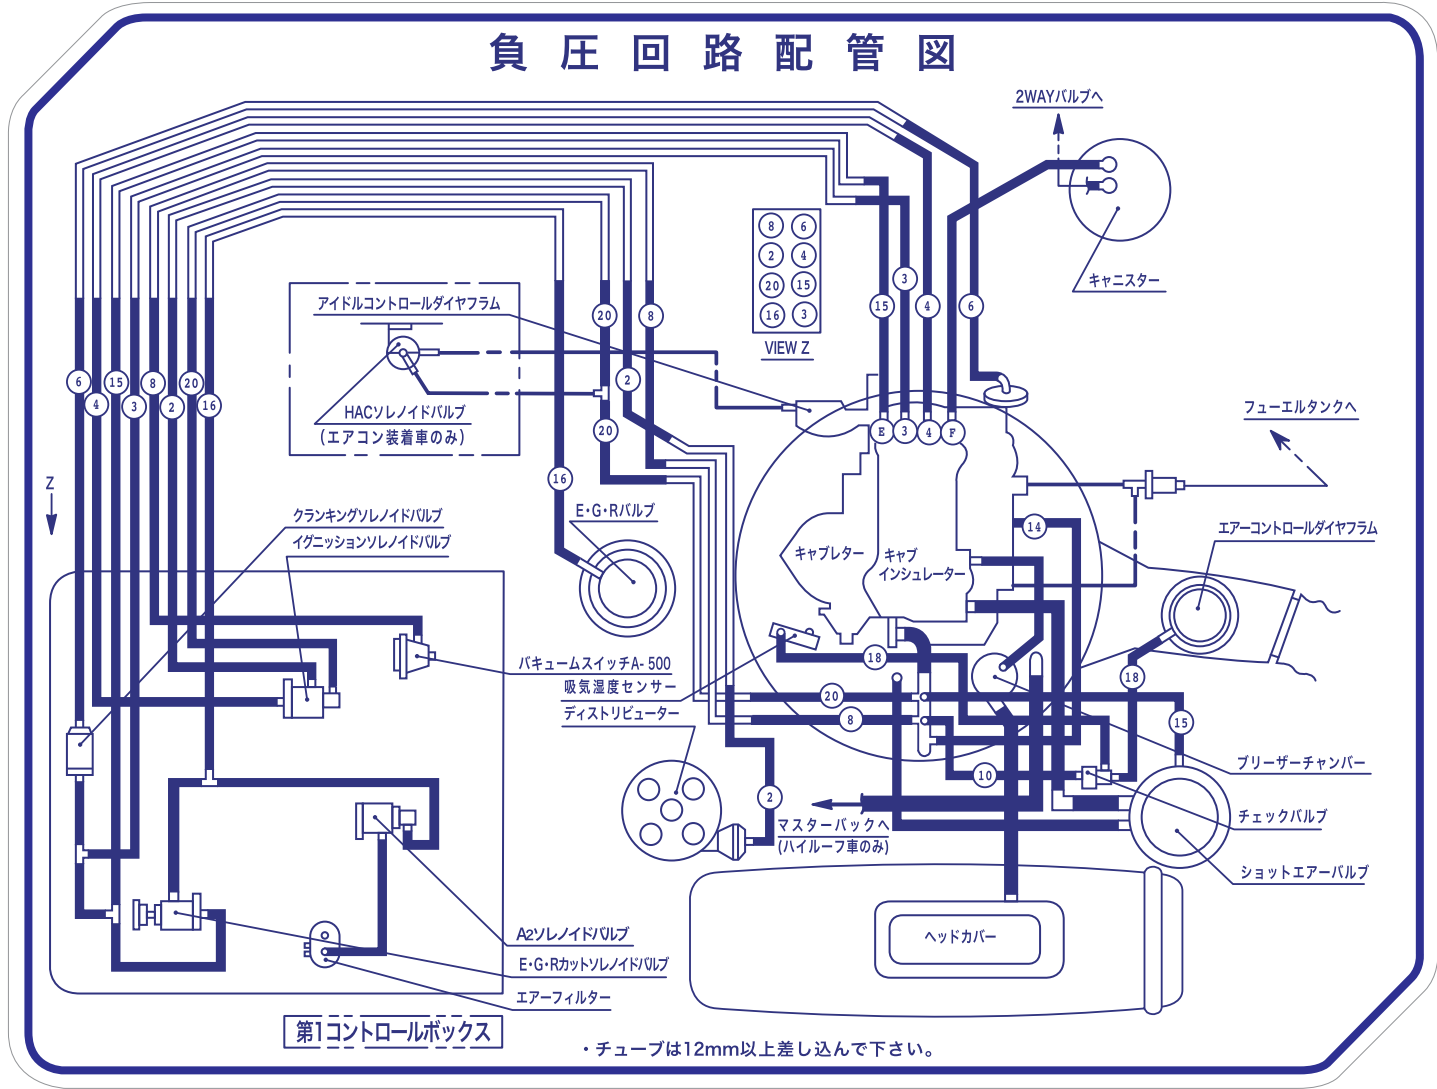 負圧回路配管図
2WAYバルブへ
キャニスター
アイドルコントロールダイヤフラム
HACソレノイドバルブ
(エアコン装着車のみ)
8 6
2 4
20 15
16 3
VIEW Z
15
3
4
6
20
8
2
20
16
6
15
8
20
4
3
2
16
E 3 4 F
フューエルタンクへ
Z
クランキングソレノイドバルブ
イグニッションソレノイドバルブ
E・G・Rバルブ
キャブレター
キャブ
インシュレーター
14
エアーコントロールダイヤフラム
バキュームスイッチA-500
吸気湿度センサー
ディストリビューター
18
20
8
10
18
15
2
ブリーザーチャンバー
チェックバルブ
ショットエアーバルブ
マスターバックへ
(ハイルーフ車のみ)
ヘッドカバー
A2ソレノイドバルブ
E・G・Rカットソレノイドバルブ
エアーフィルター
第1コントロールボックス
・チューブは12mm以上差し込んで下さい。